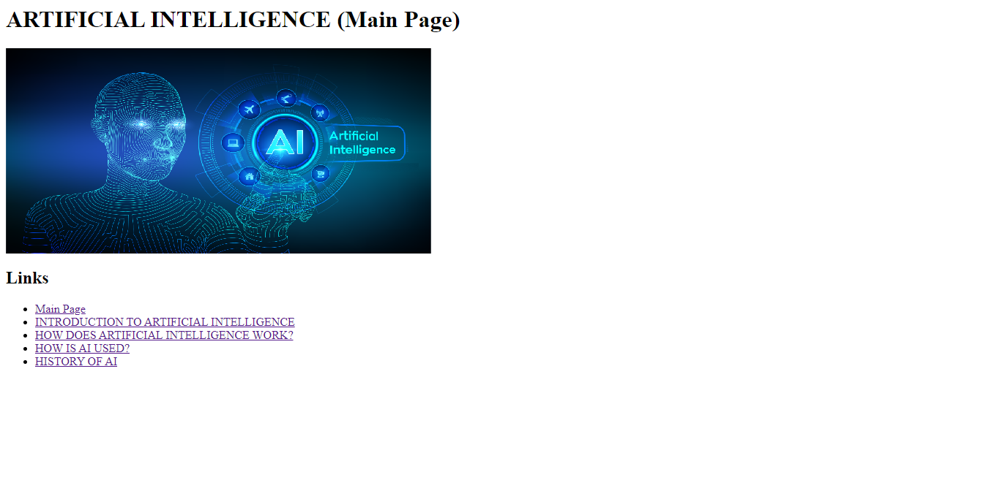 ARTIFICIAL INTELLIGENCE (Main Page)
AI
Artificial
Intelligence
Links
Main Page
INTRODUCTION TO ARTIFICIAL INTELLIGENCE
HOW DOES ARTIFICIAL INTELLIGENCE WORK?
HOW IS AI USED?
HISTORY OF AI